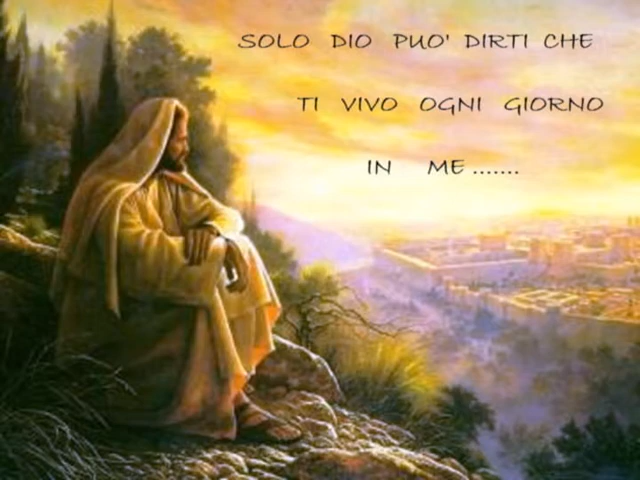 SOLO DIO PUO' DIRTI CHE
TI VIVO OGNI GIORNO
IN ME .......